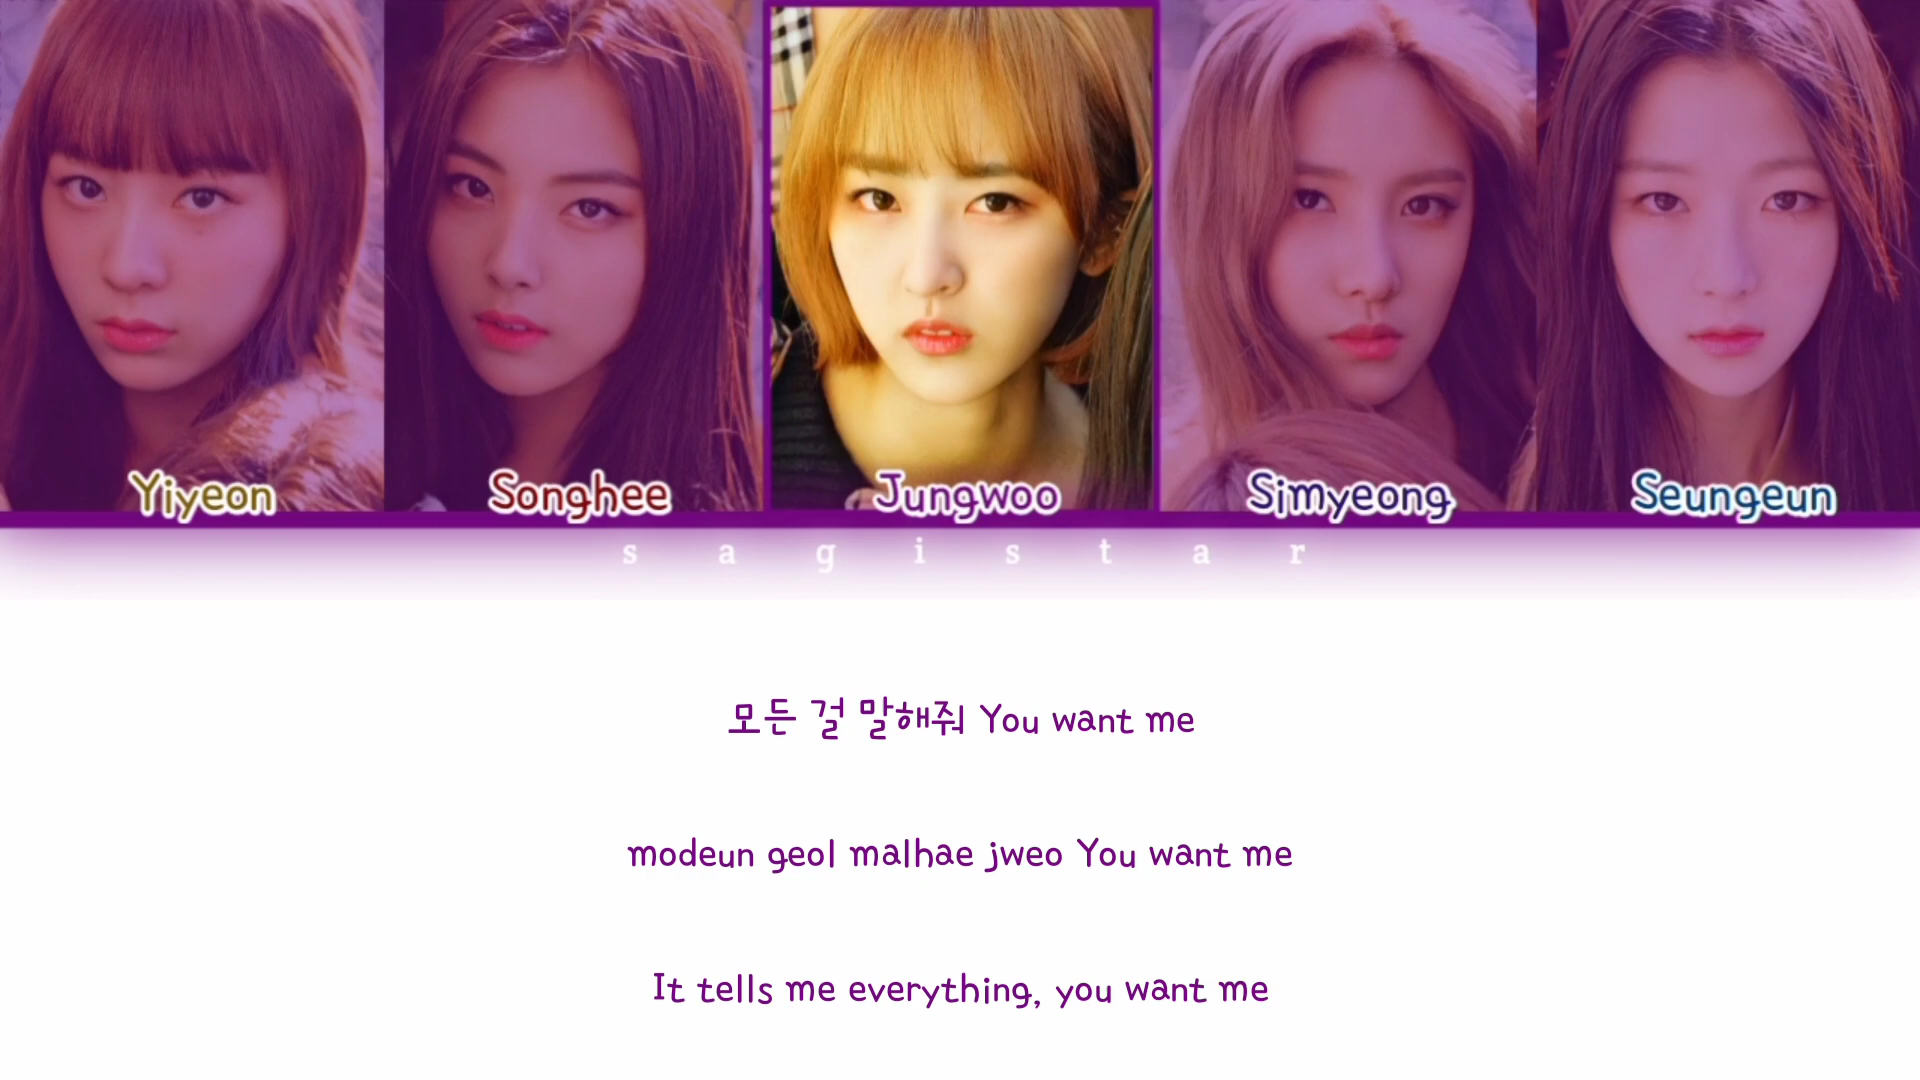 Yiyeon
Songhee
Jungwoo
Simyeong
Seungeun
s a g i s t a r
모든 걸 말해줘 You want me
modeun geol malhae jweo You want me
It tells me everything, you want me